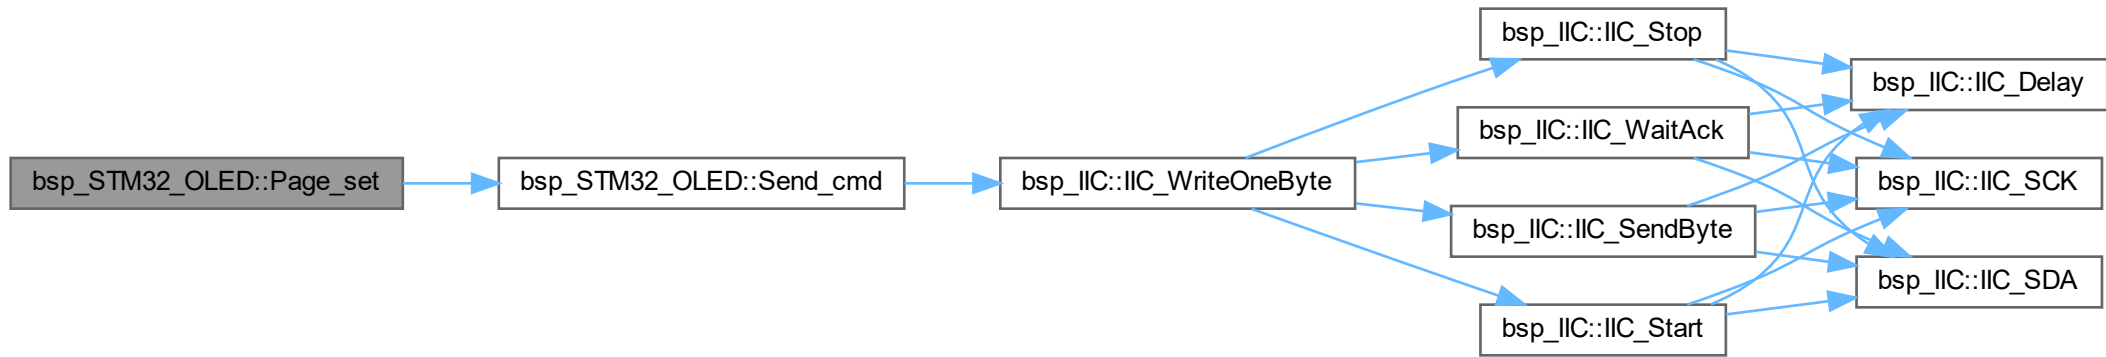 bsp_STM32_OLED::Page_set
bsp_STM32_OLED::Send_cmd
bsp_IIC::IIC_WriteOneByte
bsp_IIC::IIC_Stop
bsp_IIC::IIC_WaitAck
bsp_IIC::IIC_SendByte
bsp_IIC::IIC_Start
bsp_IIC::IIC_Delay
bsp_IIC::IIC_SCK
bsp_IIC::IIC_SDA